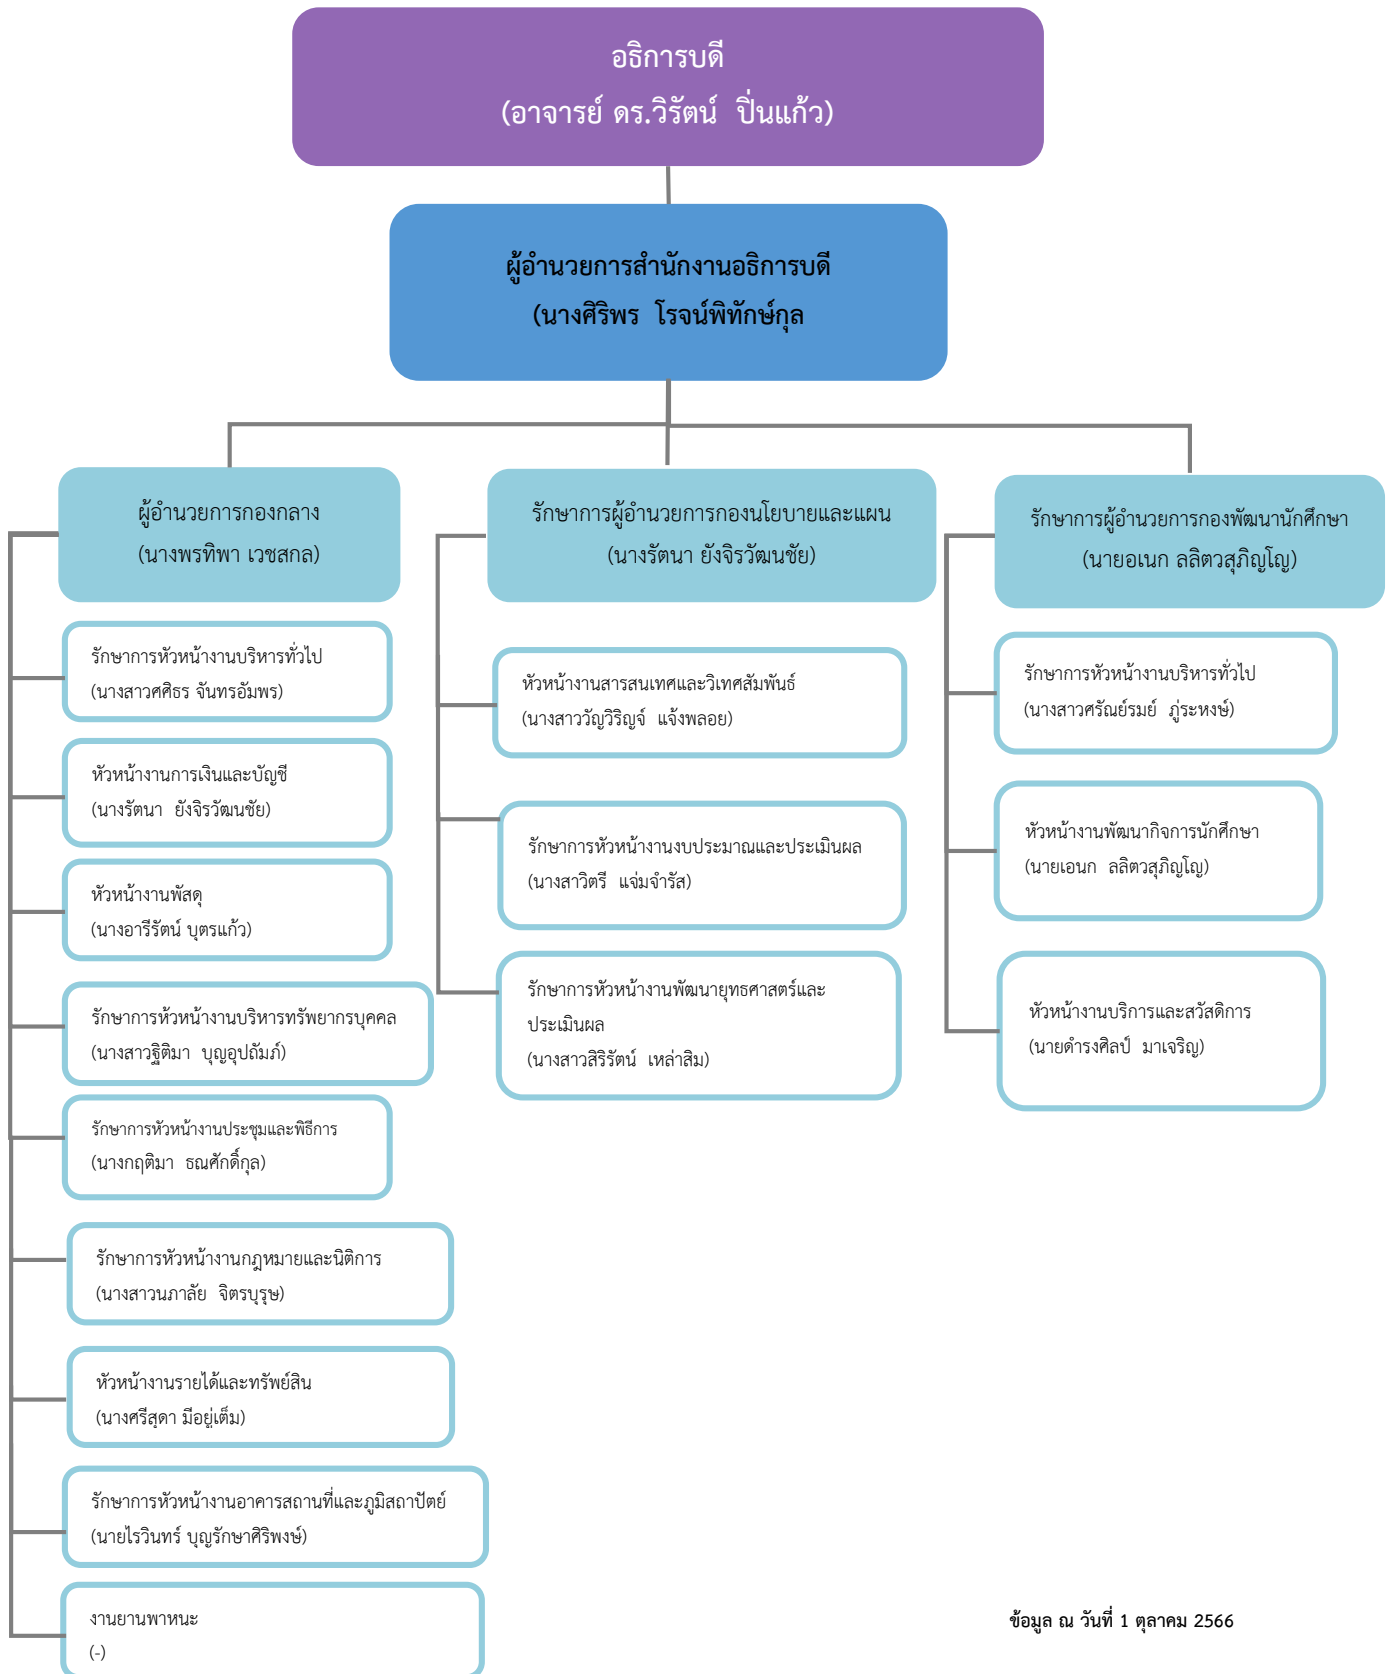 อธิการบดี
(อาจารย์ ดร.วิรัตน์ ปิ่นแก้ว)
ผู้อำนวยการสำนักงานอธิการบดี
(นางศิริพร โรจน์พิทักษ์กุล
ผู้อำนวยการกองกลาง
(นางพรทิพา เวชสกล)
รักษาการหัวหน้างานบริหารทั่วไป
(นางสาวศศิธร จันทรอัมพร)
หัวหน้างานการเงินและบัญชี
(นางรัตนา ยังจิรวัฒนชัย)
หัวหน้างานพัสดุ
(นางอารีรัตน์ บุตรแก้ว)
รักษาการห้วหน้างานบริหารทรัพยากรบุคคล
(นางสาวฐิติมา บุญอุปถัมภ์)
รักษาการหัวหน้างานประชุมและพิธีการ
(นางกฤติมา ธณศักดิ์กุล)
รักษาการหัวหน้างานกฎหมายและนิติการ
(นางสาวนภาลัย จิตรบุรุษ)
หัวหน้างานรายได้และทรัพย์สิน
(นางศรีสุดา มีอยู่เต็ม)
รักษาการหัวหน้างานอาคารสถานที่และภูมิสถาปัตย์
(นายไรวินทร์ บุญรักษาศิริพงษ์)
งานยานพาหนะ
(-)
รักษาการผู้อำนวยการกองนโยบายและแผน
(นางรัตนา ยังจิรวัฒนชัย)
หัวหน้างานสารสนเทศและวิเทศสัมพันธ์
(นางสาววัญวิริญจ์ แจ้งพลอย)
รักษาการหัวหน้างานงบประมาณและประเมินผล
(นางสาวิตรี แจ่มจำรัส)
รักษาการหัวหน้างานพัฒนายุทธศาสตร์และ
ประเมินผล
(นางสาวสิริรัตน์ เหล่าสิม)
รักษาการผู้อำนวยการกองพัฒนานักศึกษา
(นายอเนก ลลิตวสุภิญโญ)
รักษาการหัวหน้างานบริหารทั่วไป
(นางสาวศรัณย์รมย์ ภู่ระหงษ์)
หัวหน้างานพัฒนากิจการนักศึกษา
(นายเอนก ลลิตวสุภิญโญ)
หัวหน้างานบริการและสวัสดิการ
(นายดำรงศิลป์ มาเจริญ)
ข้อมูล ณ วันที่ 1 ตุลาคม 2566